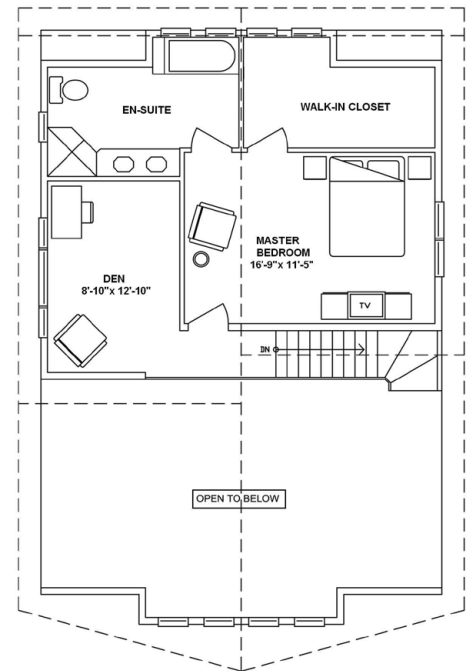 EN-SUITE
WALK-IN CLOSET
MASTER
BEDROOM
16'-9"x 11'-5"
DEN
8'-10"x 12'-10"
TV
DN
OPEN TO BELOW